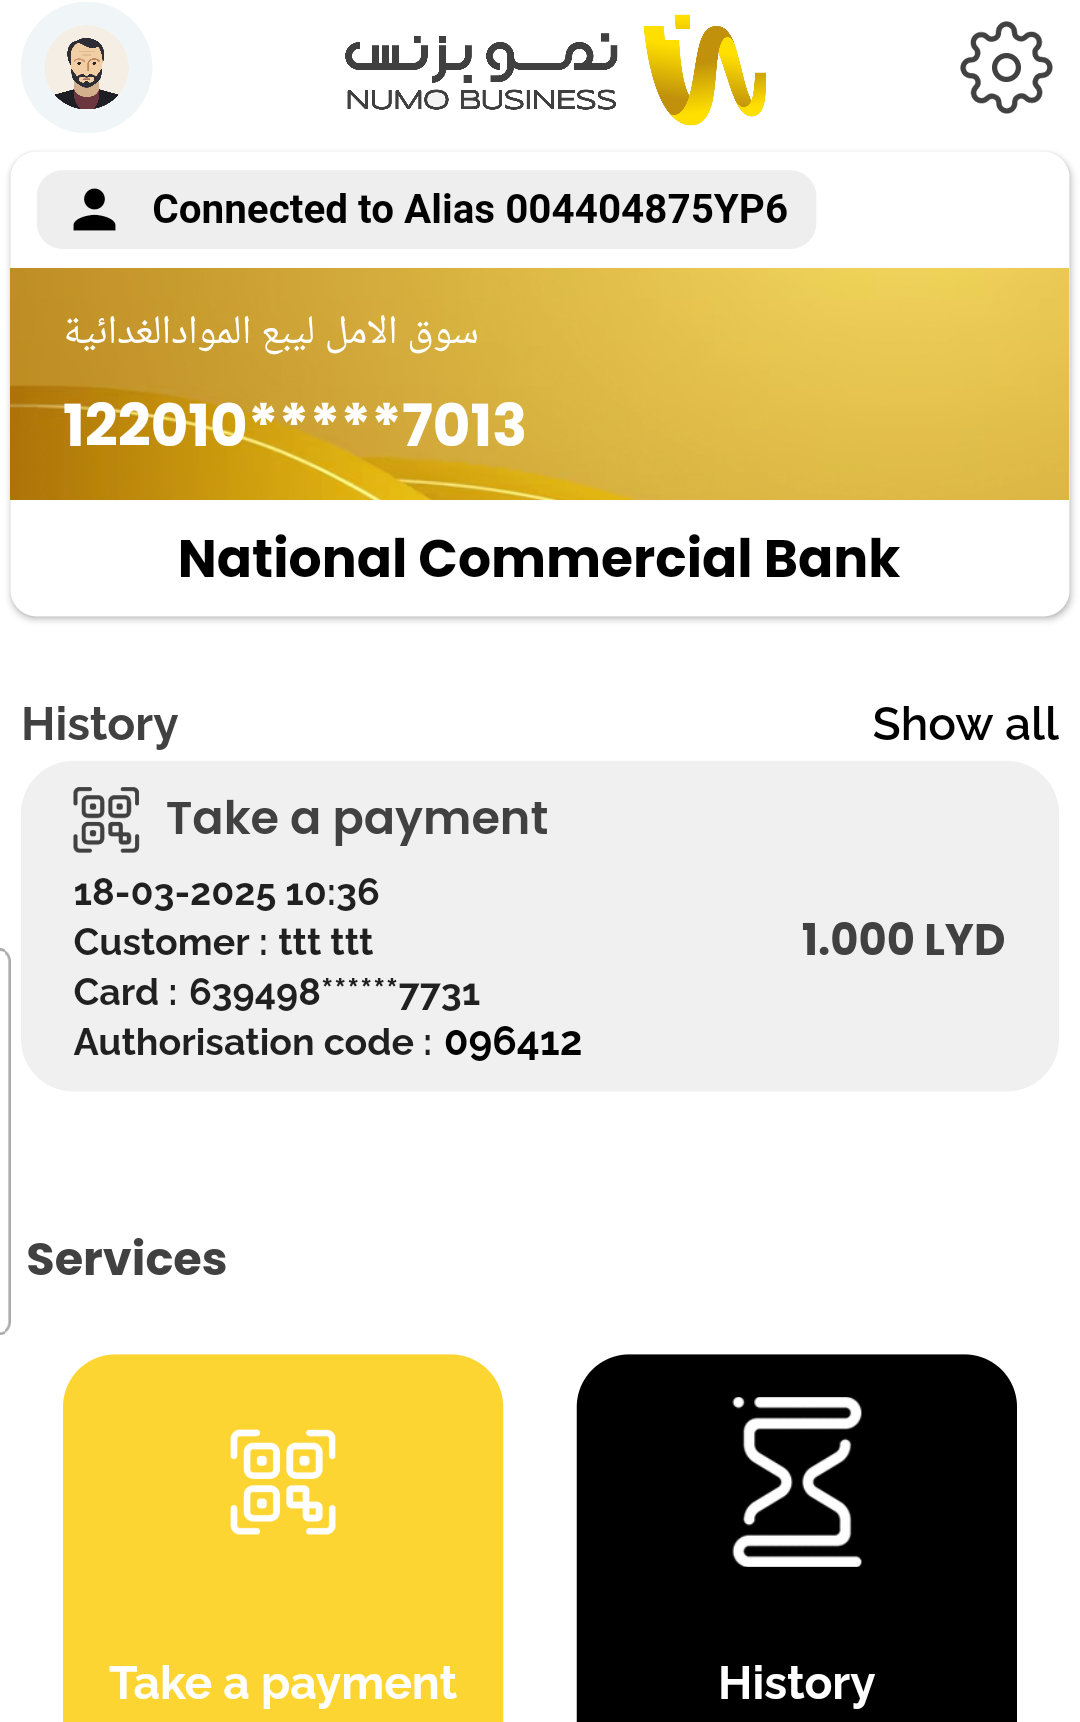 نمو بزنس
NUMO BUSINESS
Connected to Alias 004404875YP6
سوق الامل ليبع الموادالغدائية
122010*****7013
National Commercial Bank
History
Show all
Take a payment
18-03-2025 10:36
Customer : ttt ttt
1.000 LYD
Card : 639498******7731
Authorisation code : 096412
Services
Take a payment
History